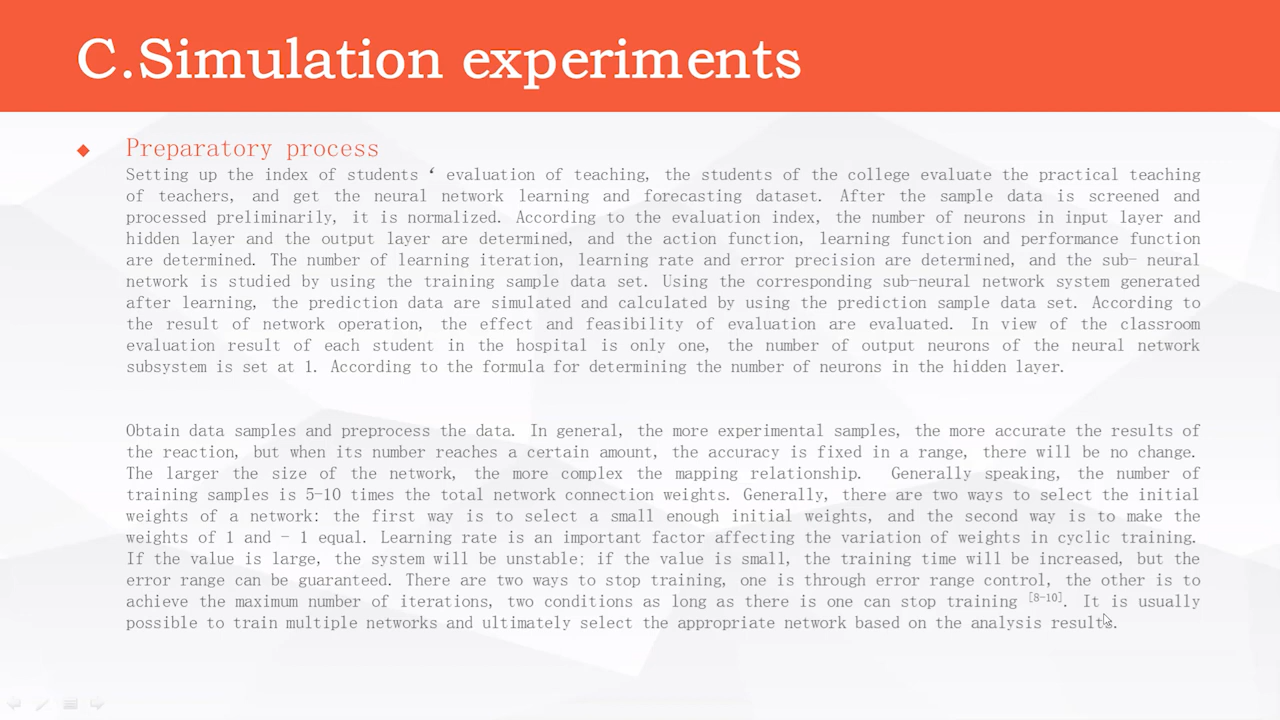 C.Simulation experiments
Preparatory process
Setting up the index of students ‘ evaluation of teaching, the students of the college evaluate the practical teaching
of teachers, and get the neural network learning and forecasting dataset. After the sample data is screened and
processed preliminarily, it is normalized. According to the evaluation index, the number of neurons in input layer and
hidden layer and the output layer are determined, and the action function, learning function and performance function
are determined. The number of learning iteration, learning rate and error precision are determined, and the sub- neural
network is studied by using the training sample data set. Using the corresponding sub-neural network system generated
after learning, the prediction data are simulated and calculated by using the prediction sample data set. According to
the result of network operation, the effect and feasibility of evaluation are evaluated. In view of the classroom
evaluation result of each student in the hospital is only one, the number of output neurons of the neural network
subsystem is set at 1. According to the formula for determining the number of neurons in the hidden layer.
Obtain data samples and preprocess the data. In general, the more experimental samples, the more accurate the results of
the reaction, but when its number reaches a certain amount, the accuracy is fixed in a range, there will be no change.
The larger the size of the network, the more complex the mapping relationship. Generally speaking, the number of
training samples is 5-10 times the total network connection weights. Generally, there are two ways to select the initial
weights of a network: the first way is to select a small enough initial weights, and the second way is to make the
weights of 1 and - 1 equal. Learning rate is an important factor affecting the variation of weights in cyclic training.
If the value is large, the system will be unstable; if the value is small, the training time will be increased, but the
error range can be guaranteed. There are two ways to stop training, one is through error range control, the other is to
achieve the maximum number of iterations, two conditions as long as there is one can stop training [8-10]. It is usually
possible to train multiple networks and ultimately select the appropriate network based on the analysis results.